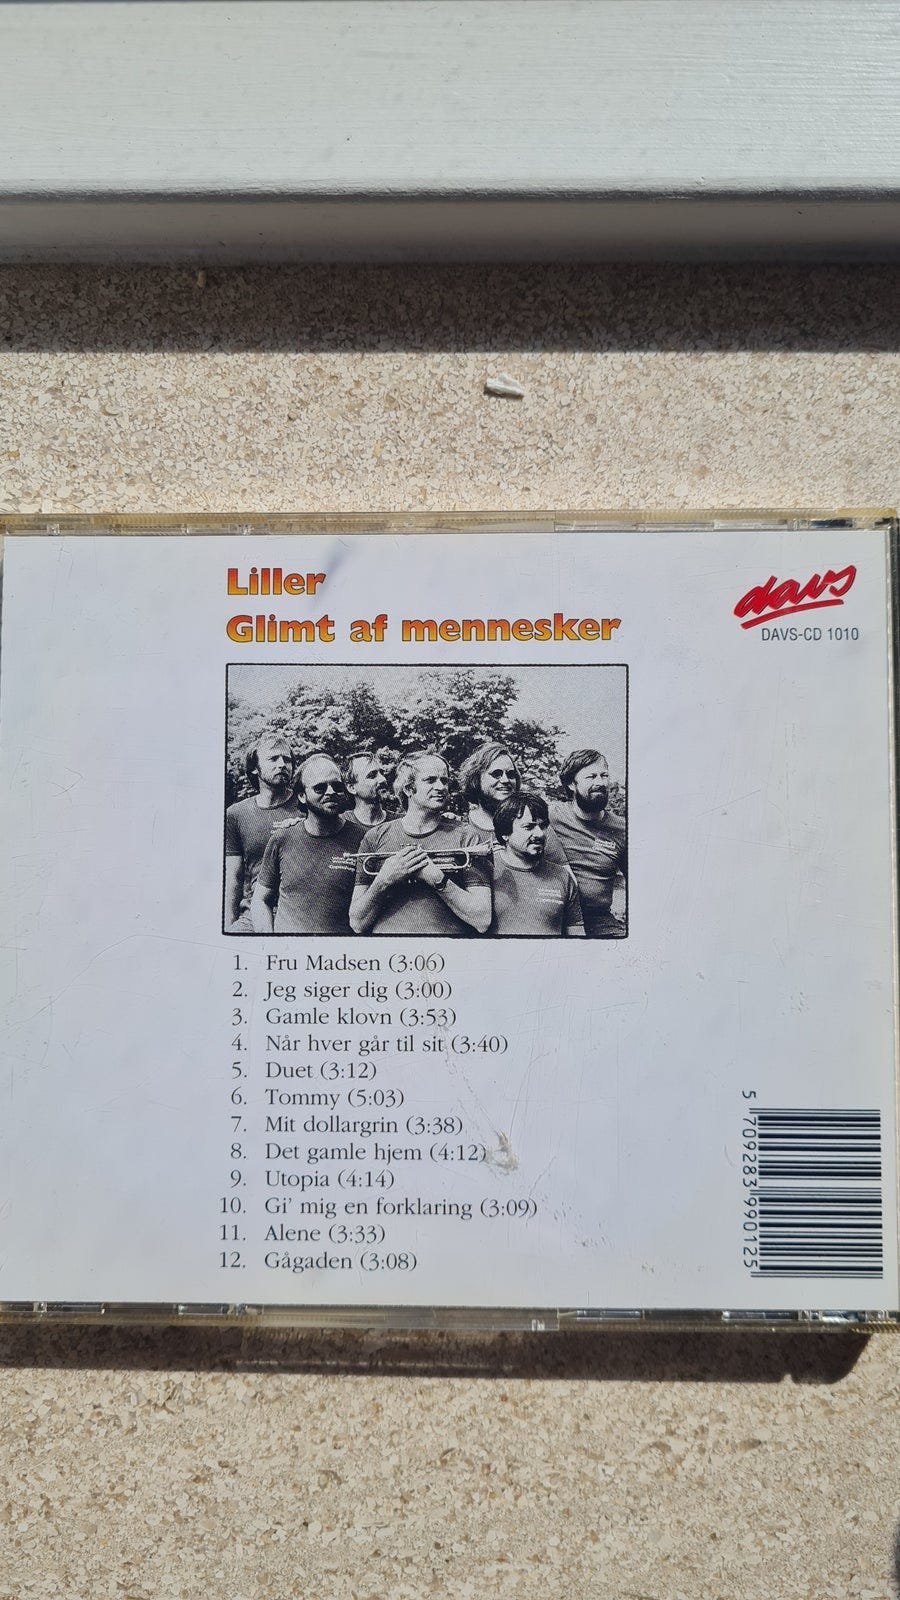 Liller
Glimt af mennesker
davs
DAVS-CD 1010
1. Fru Madsen (3:06)
2. Jeg siger dig (3:00)
3. Gamle klovn (3:53)
4. Når hver går til sit (3:40)
5. Duet (3:12)
6. Tommy (5:03)
7. Mit dollargrin (3:38)
8. Det gamle hjem (4:12)
9. Utopia (4:14)
10. Gi' mig en forklaring (3:09)
11. Alene (3:33)
12. Gågaden (3:08)
5 709283 990125